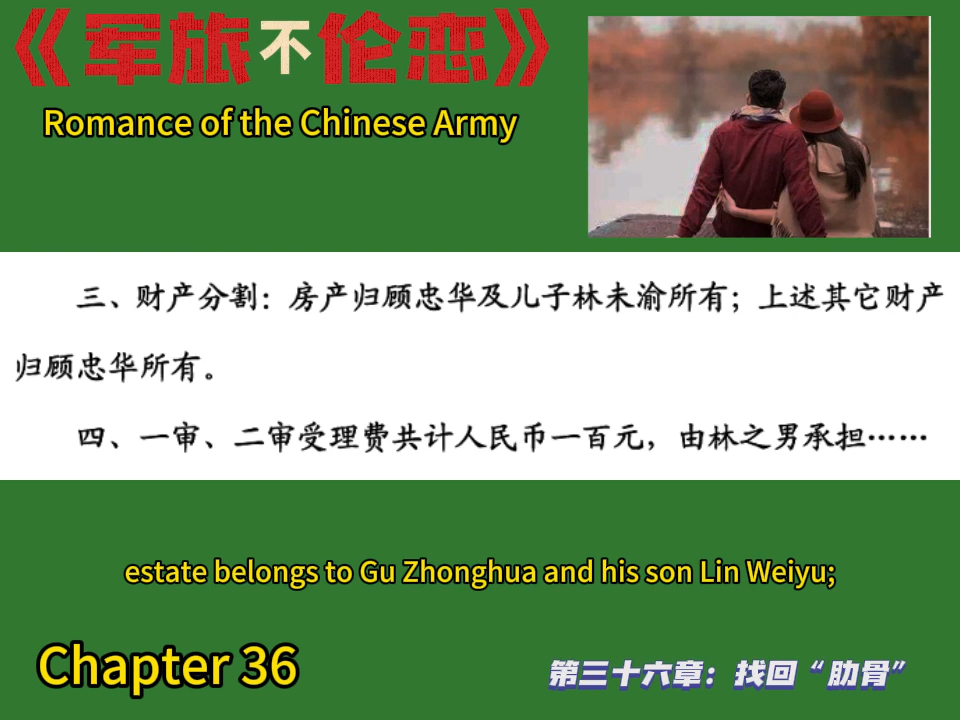 《军旅不伦恋》
Romance of the Chinese Army
三、财产分割：房产归顾忠华及儿子林未渝所有；上述其它财产
归顾忠华所有。
四、一审、二审受理费共计人民币一百元，由林之男承担……
estate belongs to Gu Zhonghua and his son Lin Weiyu;
Chapter 36
第三十六章：找回“肋骨”